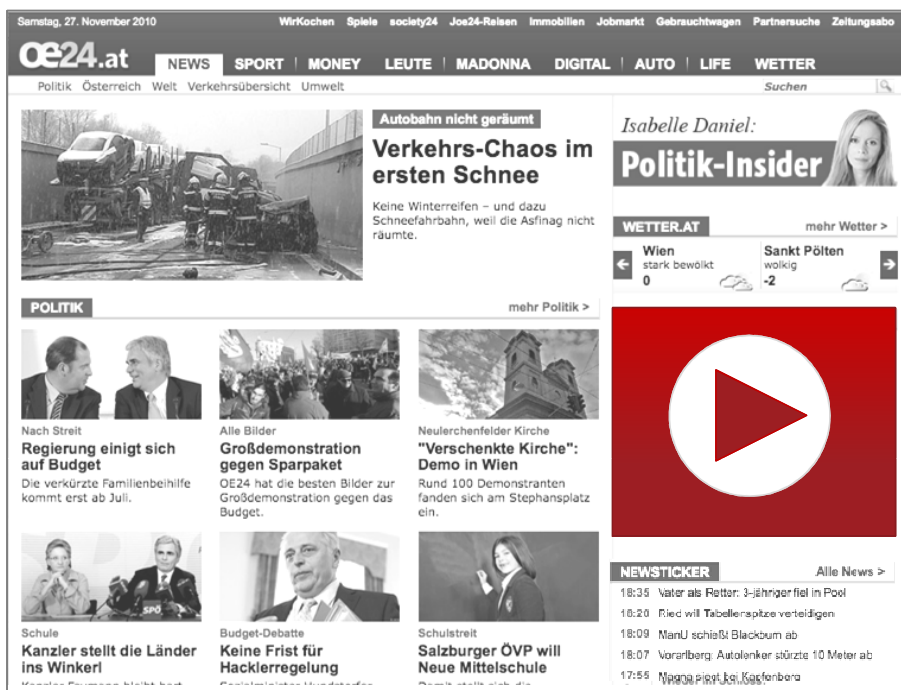 Samstag, 27. November 2010
WirKochen Spiele society24 Joe24-Reisen Immobilien Jobmarkt Gebrauchtwagen Partnersuche Zeitungsabo
oe24.at
NEWS SPORT MONEY LEUTE MADONNA DIGITAL AUTO LIFE WETTER
Politik Österreich Welt Verkehrsübersicht Umwelt
Suchen
Autobahn nicht geräumt
Verkehrs-Chaos im
ersten Schnee
Keine Winterreifen – und dazu
Schneefahrbahn, weil die Asfinag nicht
räumte.
Isabelle Daniel:
Politik-Insider
WETTER.AT mehr Wetter >
Wien
stark bewölkt
0
Sankt Pölten
wolkig
-2
POLITIK mehr Politik >
Nach Streit
Regierung einigt sich
auf Budget
Die verkürzte Familienbeihilfe
kommt erst ab Juli.
Alle Bilder
Großdemonstration
gegen Sparpaket
OE24 hat die besten Bilder zur
Großdemonstration gegen das
Budget.
Neulerchenfelder Kirche
"Verschenkte Kirche":
Demo in Wien
Rund 100 Demonstranten
fanden sich am Stephansplatz
ein.
SPÖ
Schule
Kanzler stellt die Länder
ins Winkerl
Budget-Debatte
Keine Frist für
Hacklerregelung
Schulstreit
Salzburger ÖVP will
Neue Mittelschule
NEWSTICKER Alle News >
18:35 Vater als Retter: 3-jähriger fiel in Pool
18:20 Ried will Tabellenspitze verteidigen
18:09 ManU schießt Blackburn ab
18:07 Vorarlberg: Autolenker stürzte 10 Meter ab
17:55 Magna siegt bei Kapfenberg